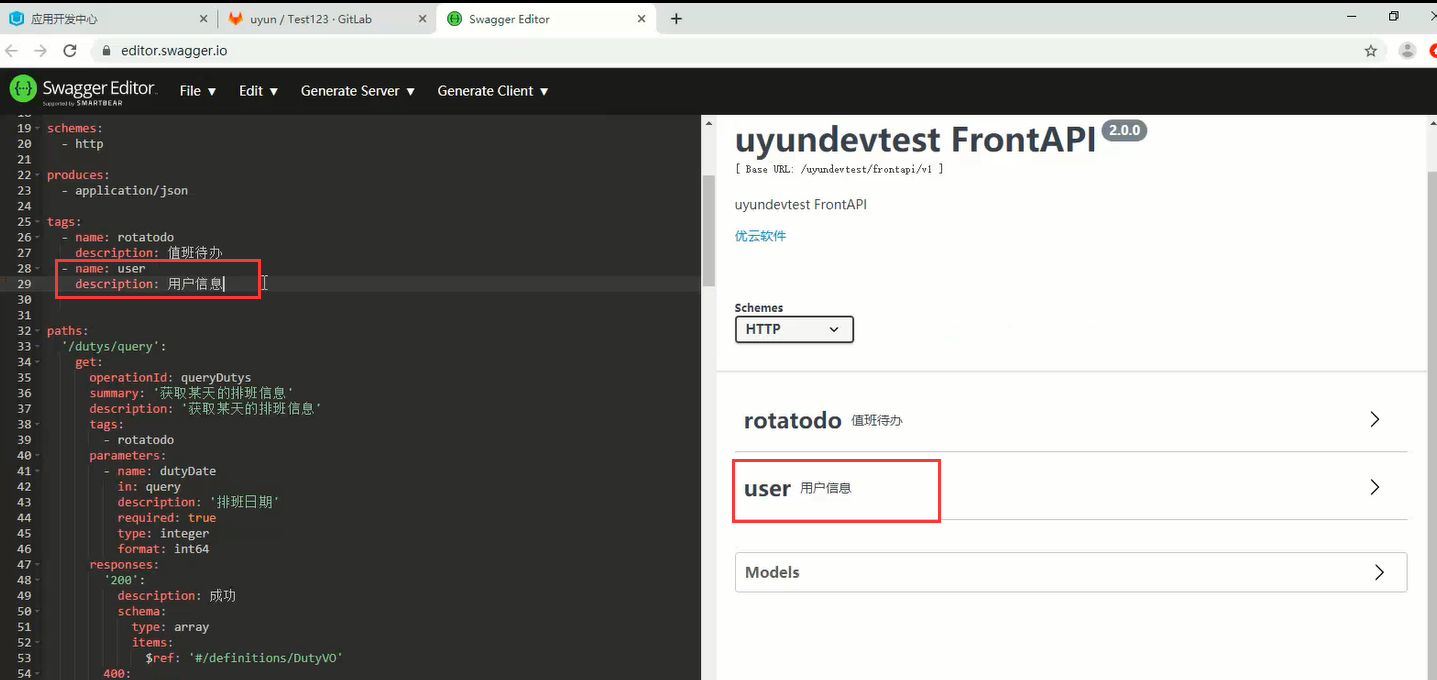 应用开发中心
uyun / Test123 · GitLab
Swagger Editor
editor.swagger.io
Swagger Editor
Supported by SMARTBEAR
File
Edit
Generate Server
Generate Client
19 schemes:
20 - http
21
22 produces:
23 - application/json
24
25 tags:
26 - name: rotatodo
27 description: 值班待办
28 - name: user
29 description: 用户信息
30
31
32 paths:
33 '/dutys/query':
34 get:
35 operationId: queryDutys
36 summary: '获取某天的排班信息'
37 description: '获取某天的排班信息'
38 tags:
39 - rotatodo
40 parameters:
41 - name: dutyDate
42 in: query
43 description: '排班日期'
44 required: true
45 type: integer
46 format: int64
47 responses:
48 '200':
49 description: 成功
50 schema:
51 type: array
52 items:
53 $ref: '#/definitions/DutyVO'
54 400:
uyundevtest FrontAPI 2.0.0
[ Base URL: /uyundevtest/frontapi/v1 ]
uyundevtest FrontAPI
优云软件
Schemes
HTTP
rotatodo 值班待办
user 用户信息
Models